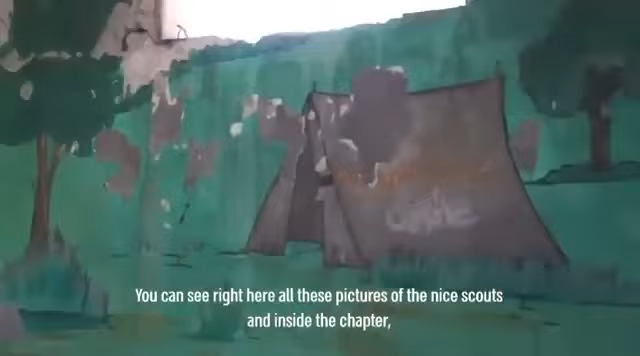 You can see right here all these pictures of the nice scouts
and inside the chapter,